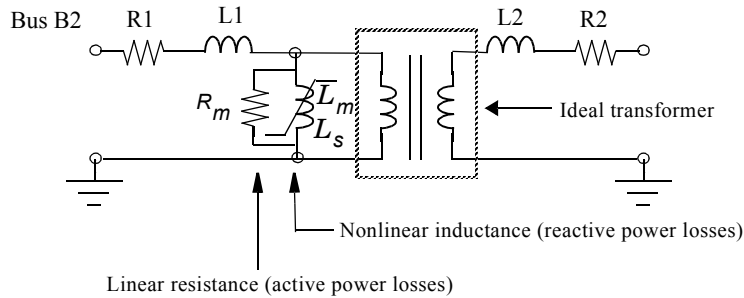 Bus B2
R1
L1
L2
R2
Rm
L̅m
Ls
Ideal transformer
Nonlinear inductance (reactive power losses)
Linear resistance (active power losses)